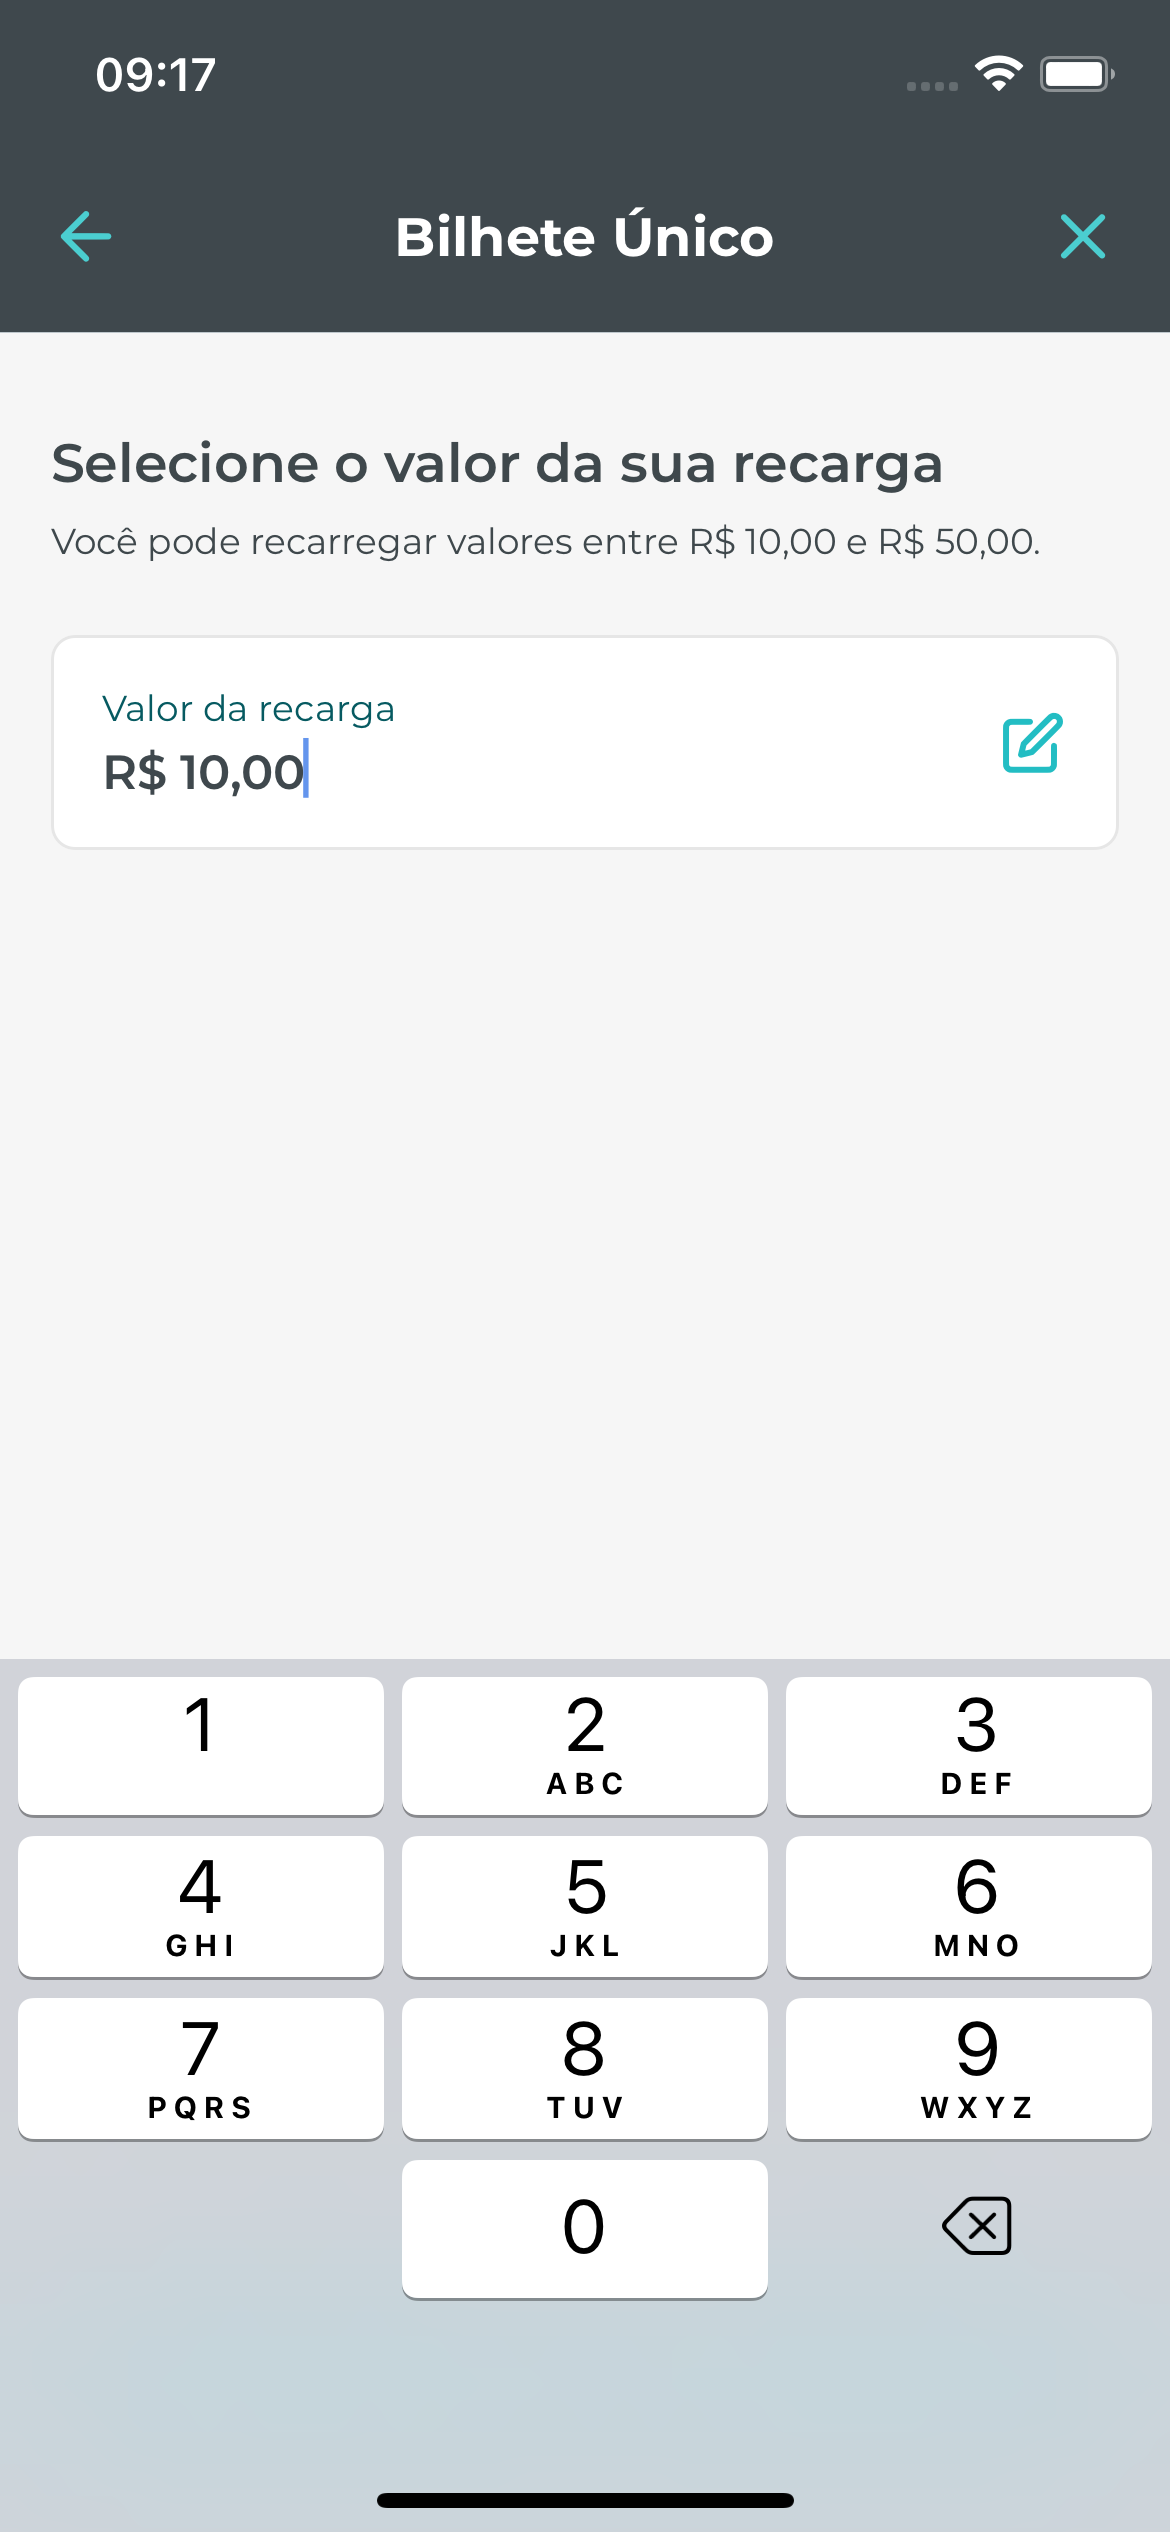 09:17
Bilhete Único
Selecione o valor da sua recarga
Você pode recarregar valores entre R$ 10,00 e R$ 50,00.
Valor da recarga
R$ 10,00
1
2
ABC
3
DEF
4
GHI
5
JKL
6
MNO
7
PQRS
8
TUV
9
WXYZ
0